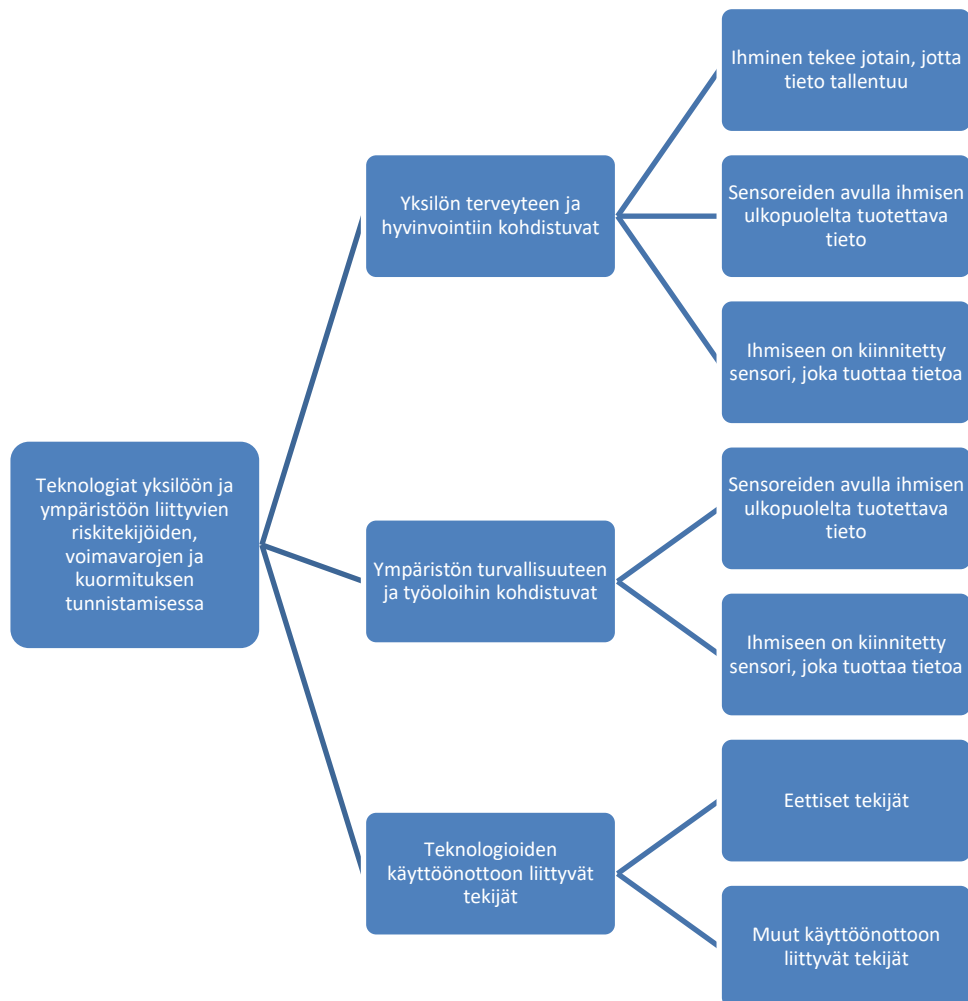 Teknologiat yksilöön ja
ympäristöön liittyvien
riskitekijöiden,
voimavarojen ja
kuormituksen
tunnistamisessa
Yksilön terveyteen ja
hyvinvointiin kohdistuvat
Ihminen tekee jotain, jotta
tieto tallentuu
Sensoreiden avulla ihmisen
ulkopuolelta tuotettava
tieto
Ihmiseen on kiinnitetty
sensori, joka tuottaa tietoa
Ympäristön turvallisuuteen
ja työoloihin kohdistuvat
Sensoreiden avulla ihmisen
ulkopuolelta tuotettava
tieto
Ihmiseen on kiinnitetty
sensori, joka tuottaa tietoa
Teknologioiden
käyttöönottoon liittyvät
tekijät
Eettiset tekijät
Muut käyttöönottoon
liittyvät tekijät